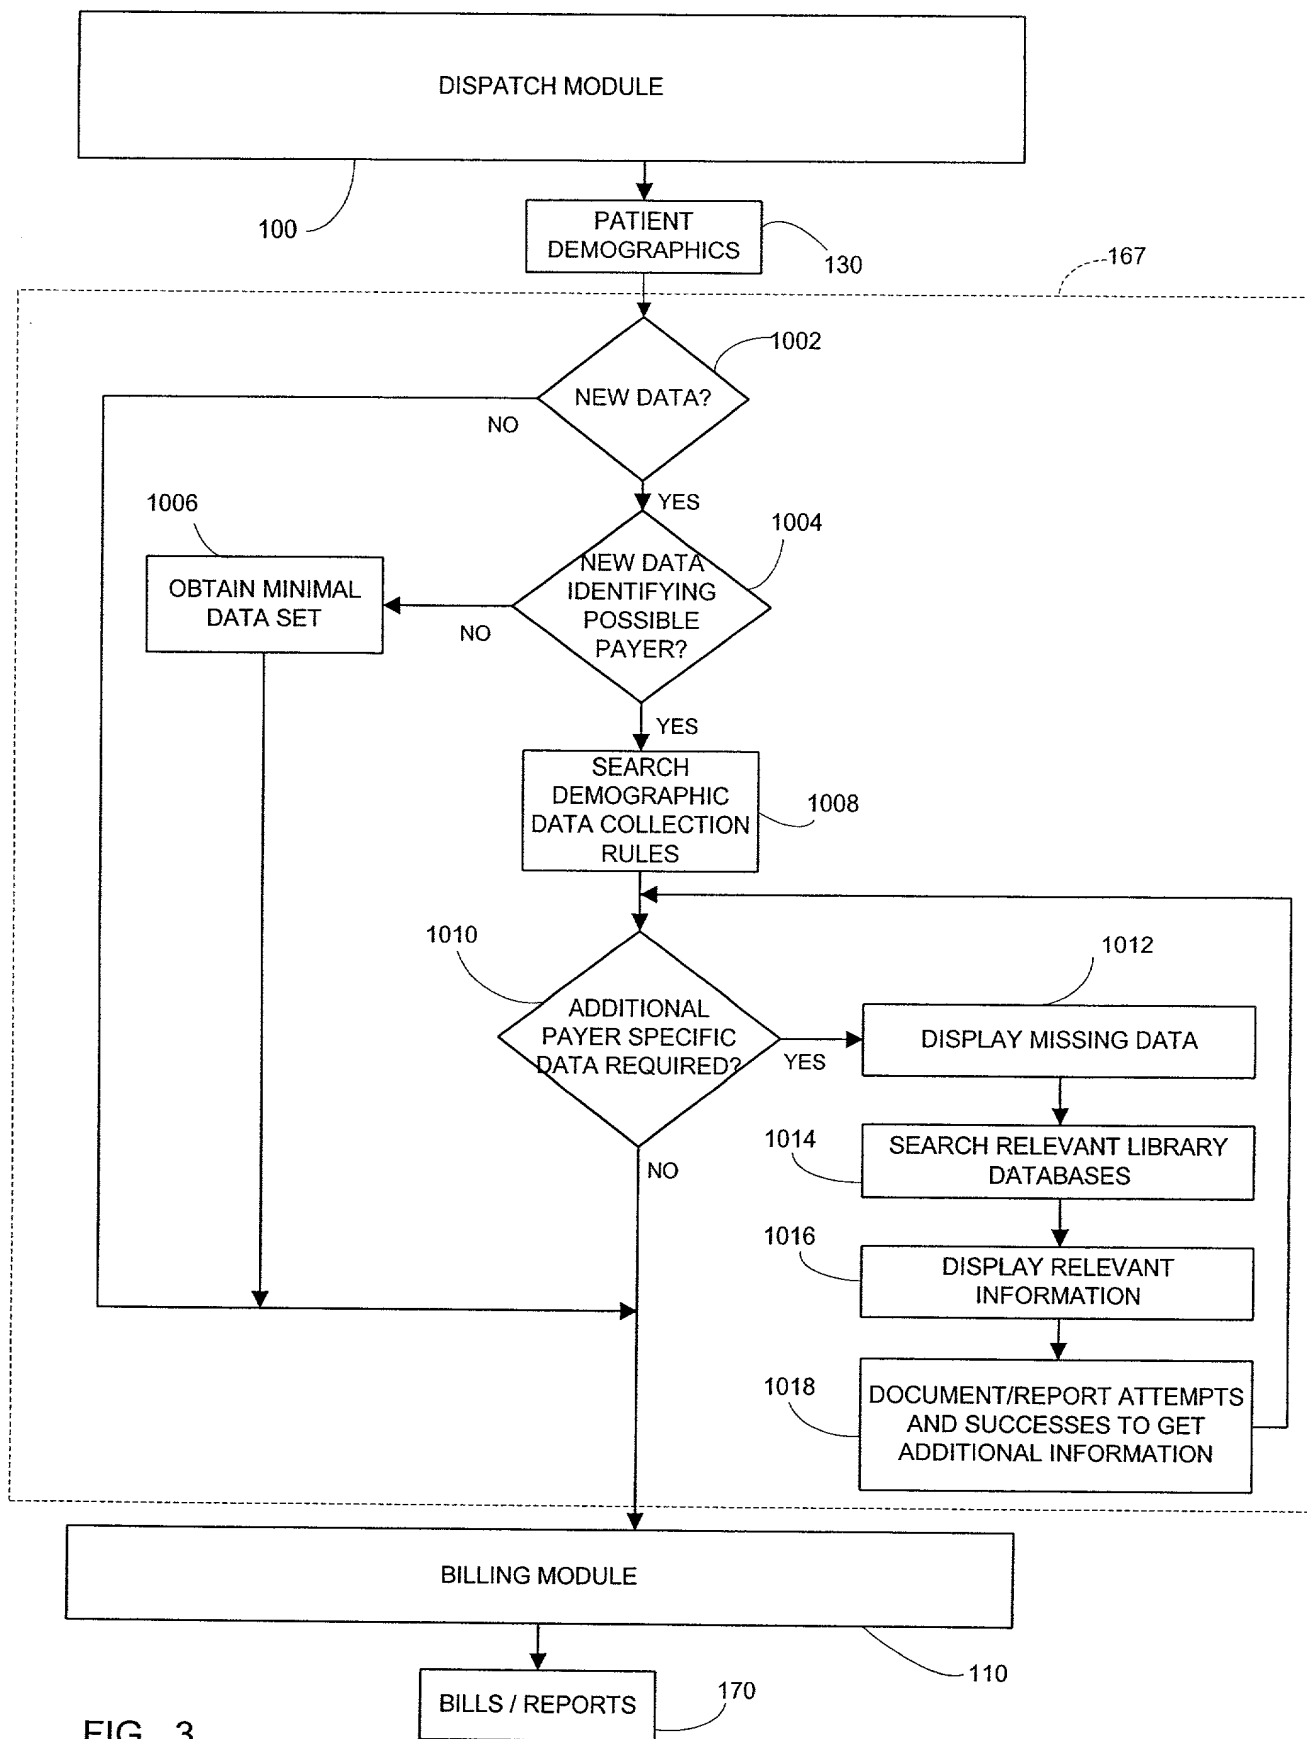 DISPATCH MODULE
100
PATIENT
DEMOGRAPHICS
130
167
1002
NEW DATA?
NO
YES
1006
1004
OBTAIN MINIMAL
DATA SET
NEW DATA
IDENTIFYING
POSSIBLE
PAYER?
NO
YES
SEARCH
DEMOGRAPHIC
DATA COLLECTION
RULES
1008
1010
1012
ADDITIONAL
PAYER SPECIFIC
DATA REQUIRED?
YES
DISPLAY MISSING DATA
1014
SEARCH RELEVANT LIBRARY
DATABASES
NO
1016
DISPLAY RELEVANT
INFORMATION
1018
DOCUMENT/REPORT ATTEMPTS
AND SUCCESSES TO GET
ADDITIONAL INFORMATION
BILLING MODULE
110
BILLS / REPORTS
170
FIG. 3